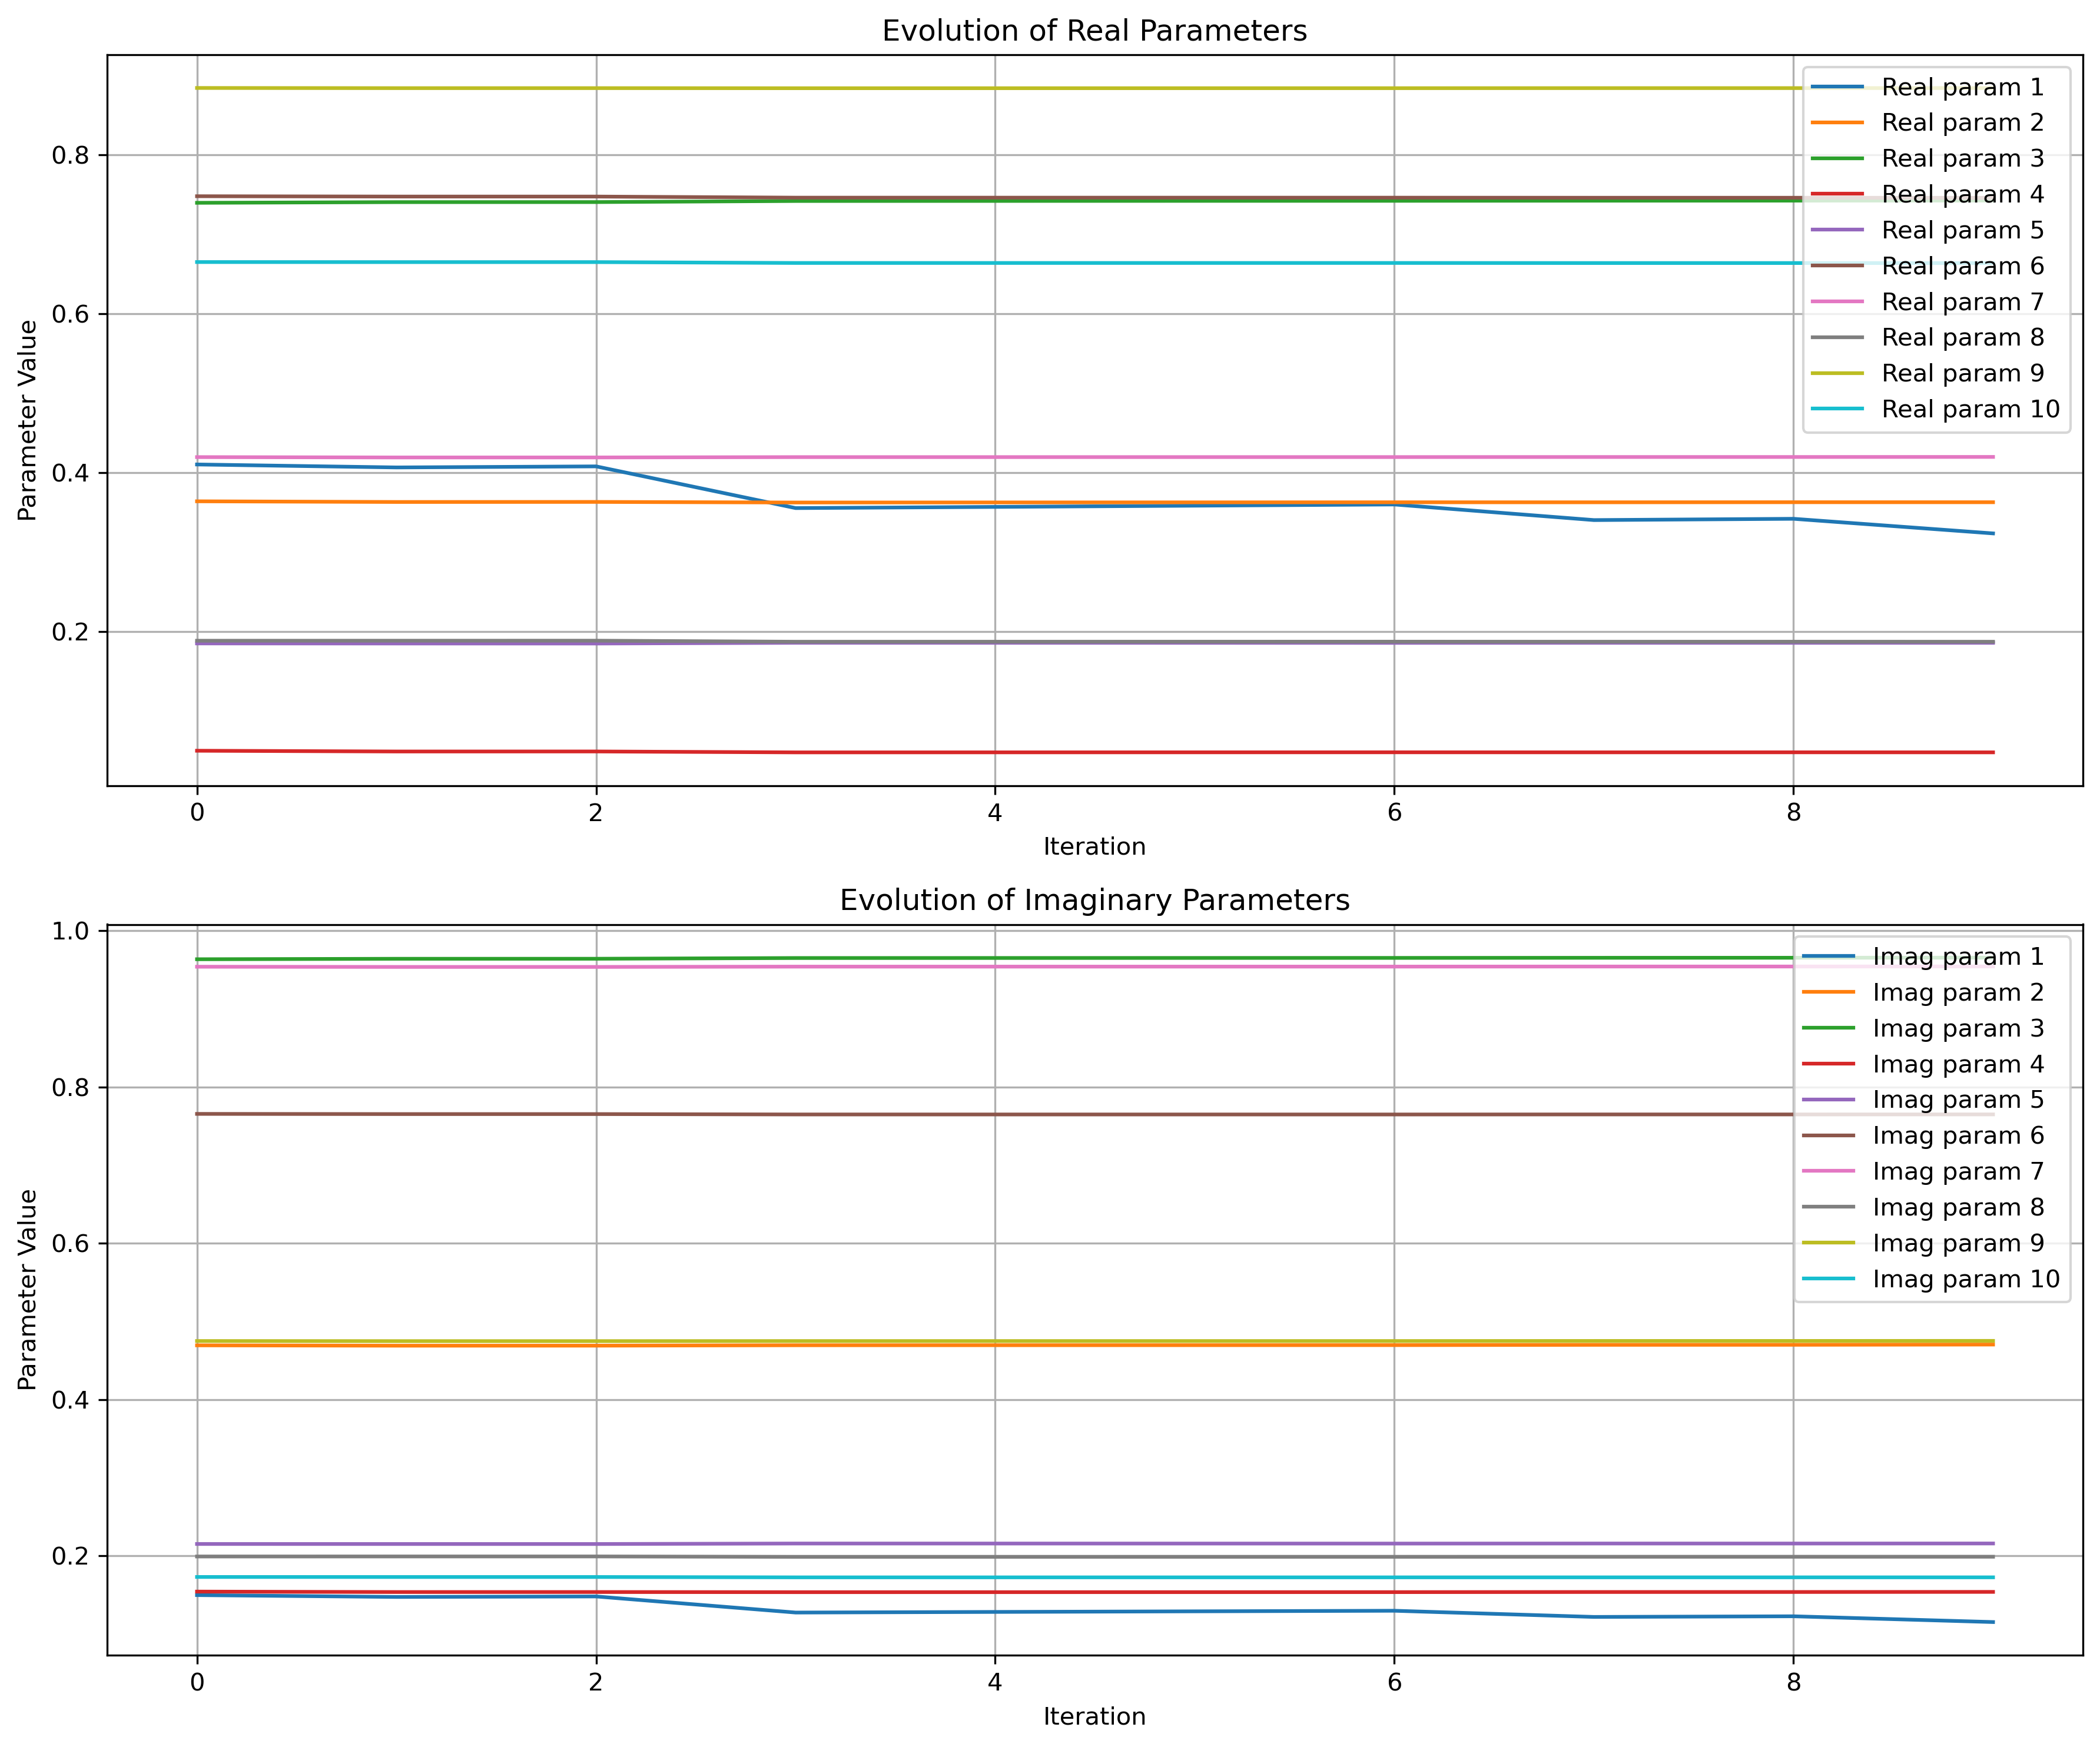 Evolution of Real Parameters
Parameter Value
0.8
0.6
0.4
0.2
Real param 1
Real param 2
Real param 3
Real param 4
Real param 5
Real param 6
Real param 7
Real param 8
Real param 9
Real param 10
0 2 4 6 8
Iteration
Evolution of Imaginary Parameters
Parameter Value
1.0
0.8
0.6
0.4
0.2
Imag param 1
Imag param 2
Imag param 3
Imag param 4
Imag param 5
Imag param 6
Imag param 7
Imag param 8
Imag param 9
Imag param 10
0 2 4 6 8
Iteration